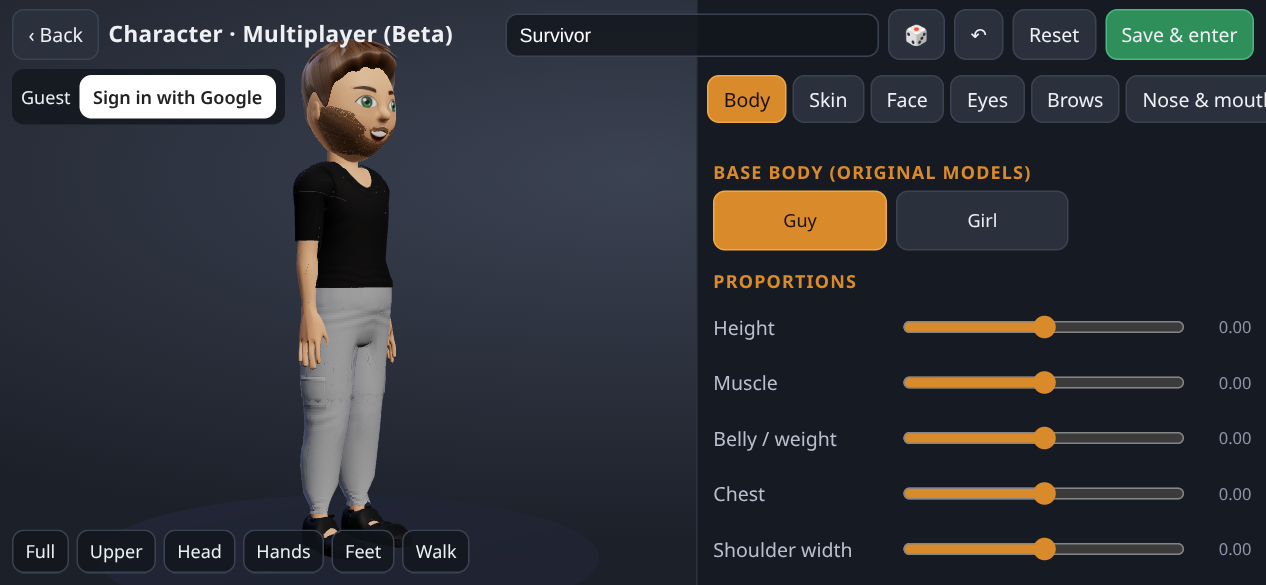 ‹ Back
Character · Multiplayer (Beta)
Survivor
Reset
Save & enter
Guest
Sign in with Google
Body
Skin
Face
Eyes
Brows
Nose & mouth
BASE BODY (ORIGINAL MODELS)
Guy
Girl
PROPORTIONS
Height 0.00
Muscle 0.00
Belly / weight 0.00
Chest 0.00
Shoulder width 0.00
Full
Upper
Head
Hands
Feet
Walk